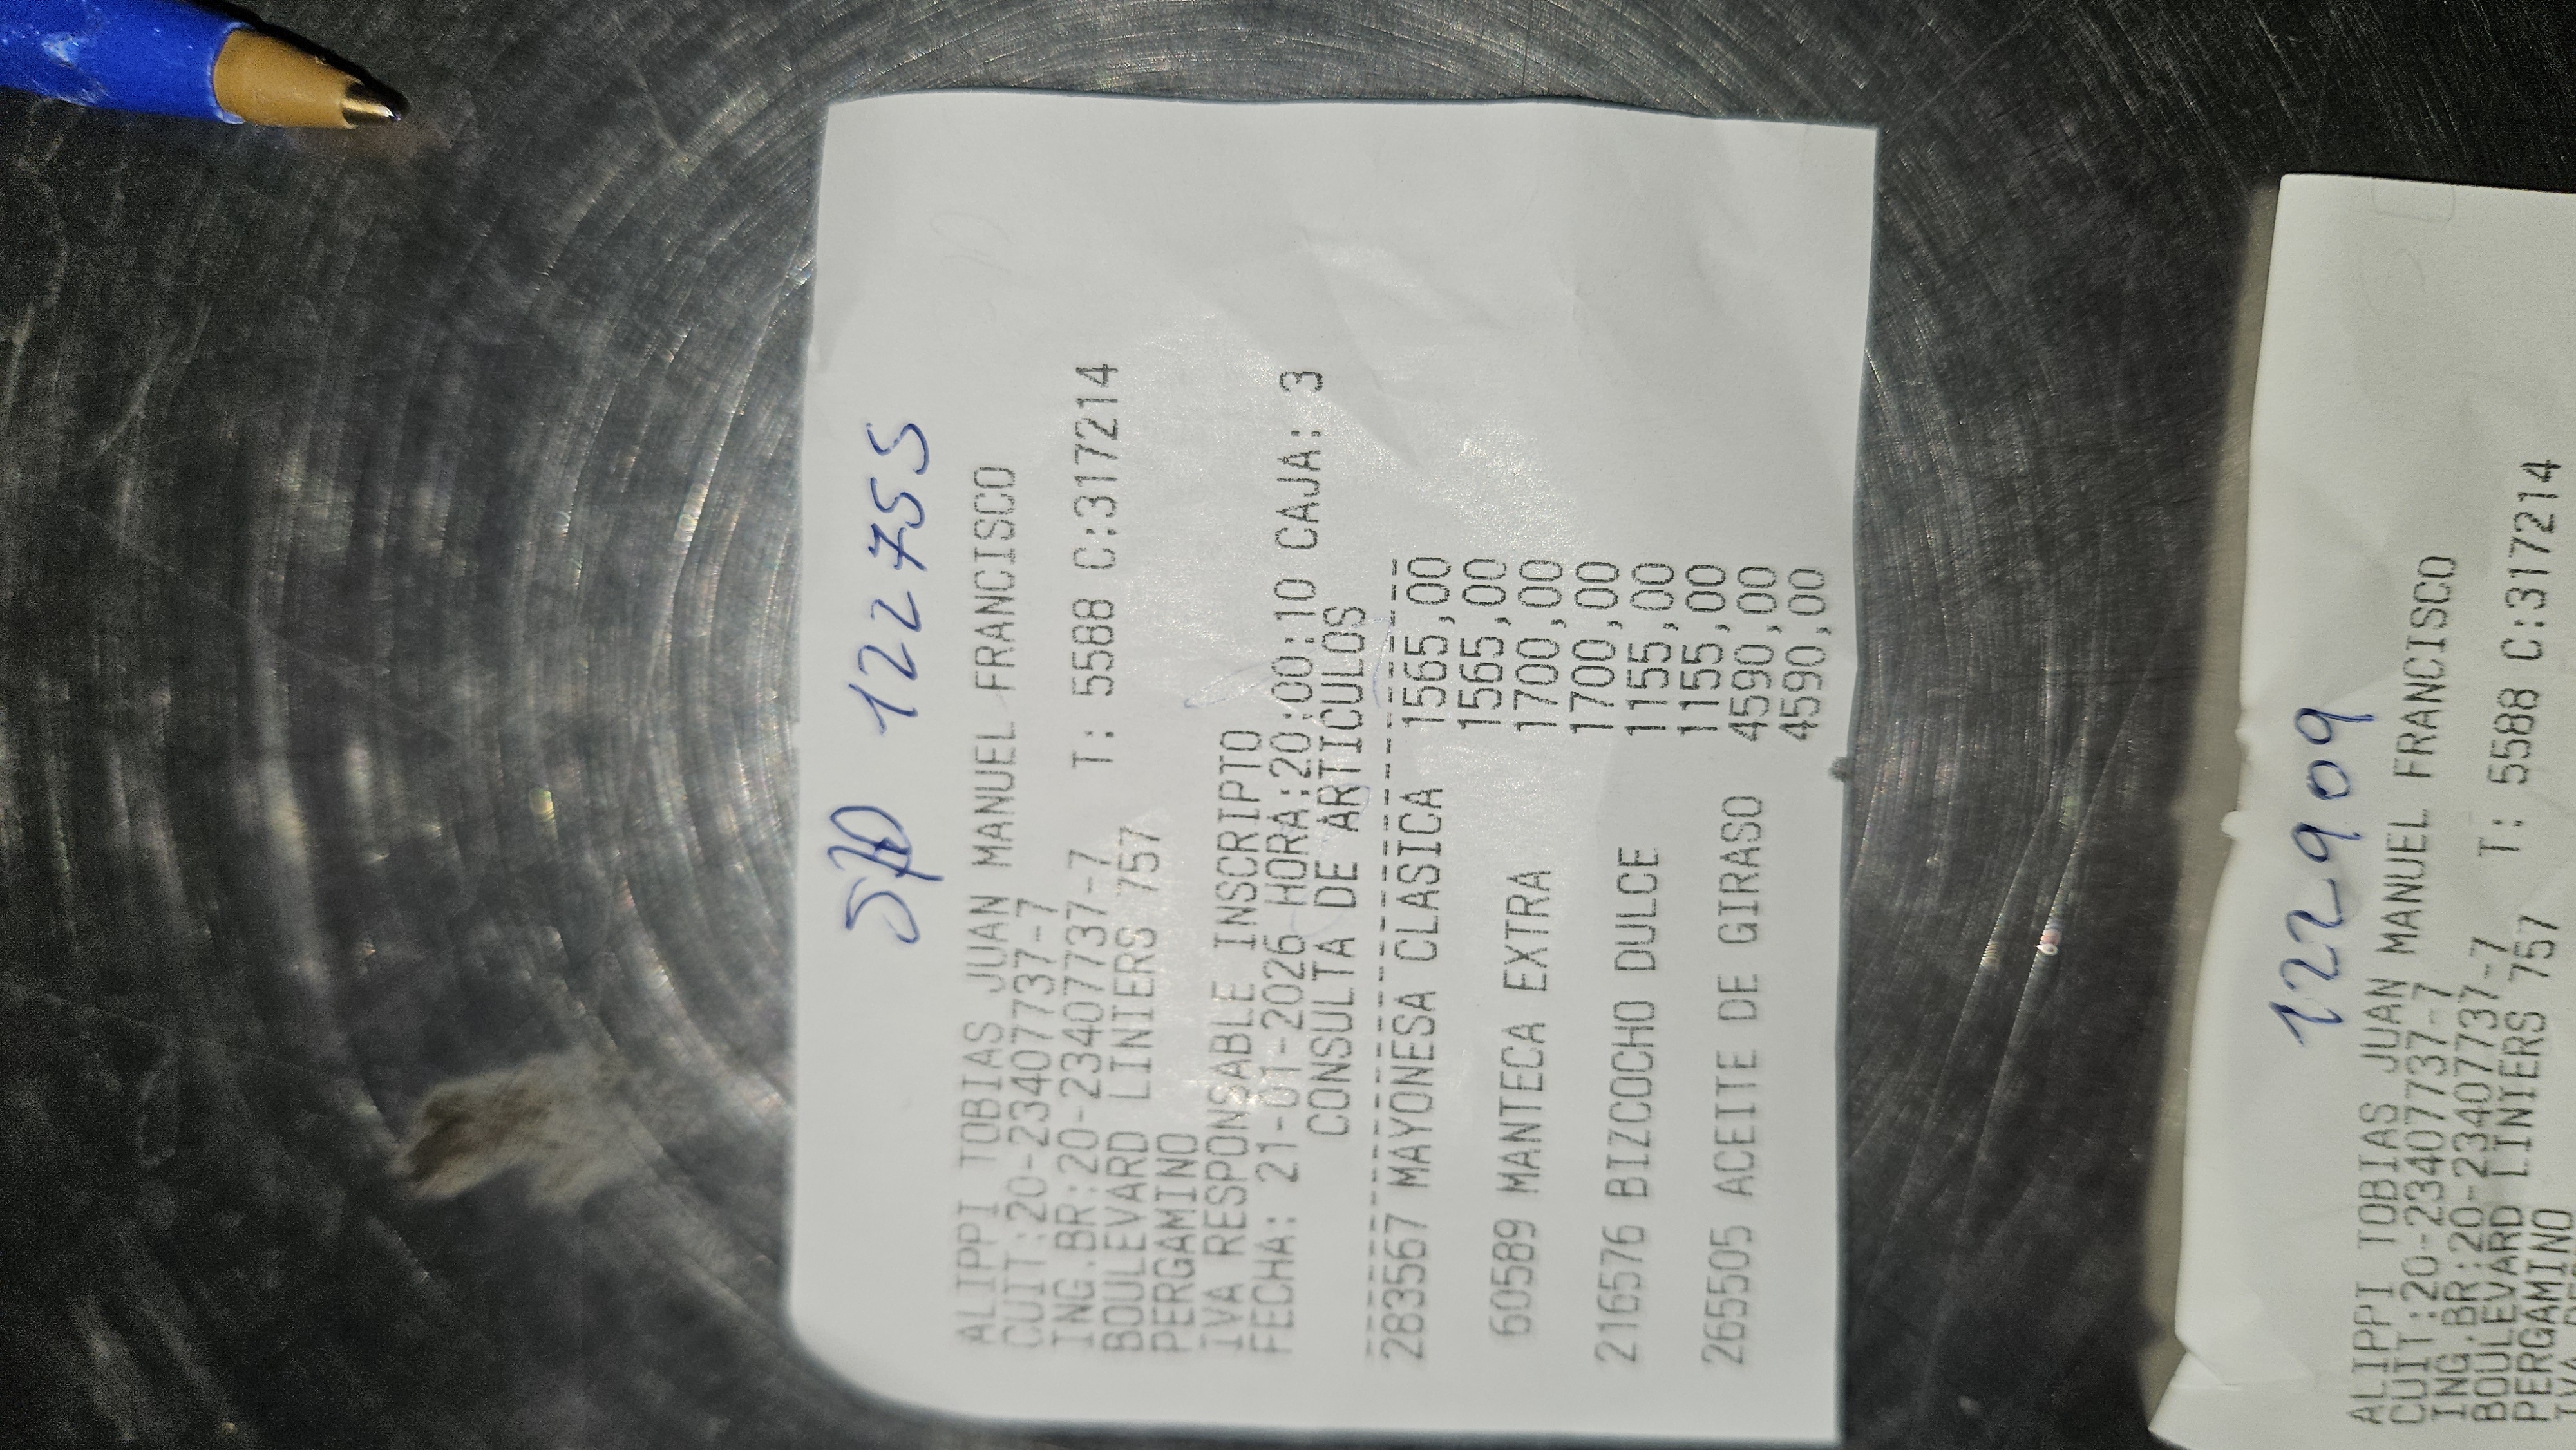 122755
ALIPPI TOBIAS JUAN MANUEL FRANCISCO
CUIT:20-23407737-7
ING.BR:20-23407737-7
BOULEVARD LINIERS 757 T: 5588 C:317214
PERGAMINO
IVA RESPONSABLE INSCRIPTO
FECHA: 21-01-2026 HORA:20:00:10 CAJA: 3
CONSULTA DE ARTICULOS
283567 MAYONESA CLASICA 1565,00
1565,00
60589 MANTECA EXTRA 1700,00
1700,00
216576 BIZCOCHO DULCE 1155,00
1155,00
265505 ACEITE DE GIRASO 4590,00
4590,00
122909
ALIPPI TOBIAS JUAN MANUEL FRANCISCO
CUIT:20-23407737-7
ING.BR:20-23407737-7
BOULEVARD LINIERS 757 T: 5588 C:317214
PERGAMINO